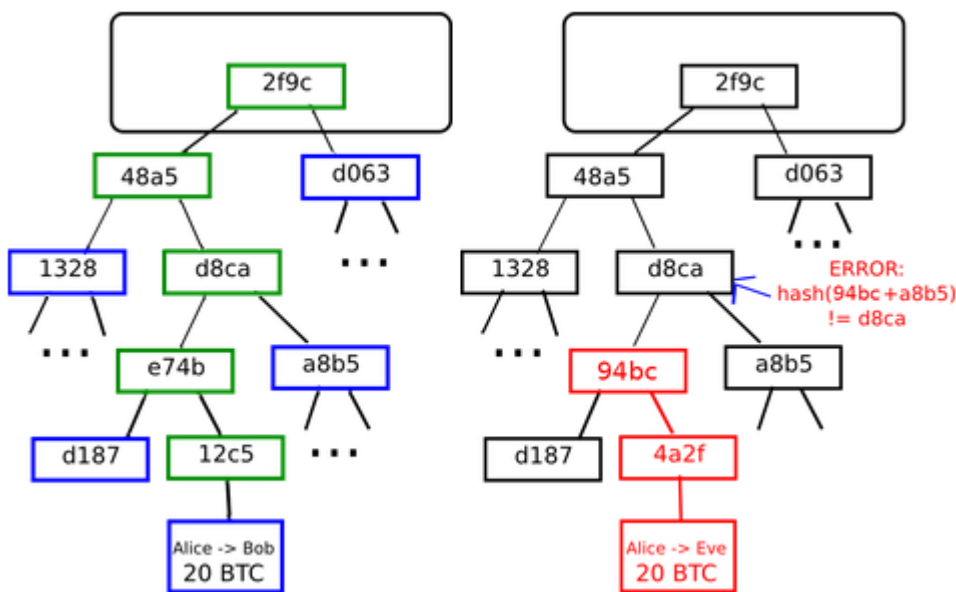 2f9c
48a5
d063
...
1328
d8ca
...
e74b
a8b5
d187
12c5
...
Alice -> Bob
20 BTC
2f9c
48a5
d063
...
1328
d8ca
ERROR:
hash(94bc+a8b5)
!= d8ca
...
94bc
a8b5
d187
4a2f
Alice -> Eve
20 BTC